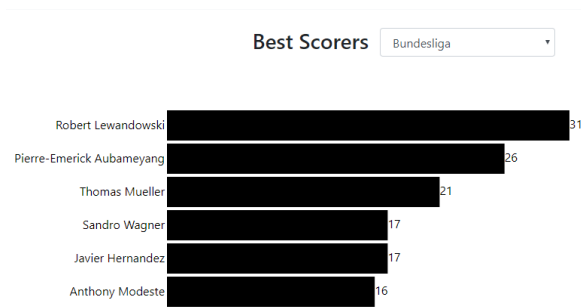 Best Scorers Bundesliga
Robert Lewandowski 31
Pierre-Emerick Aubameyang 26
Thomas Mueller 21
Sandro Wagner 17
Javier Hernandez 17
Anthony Modeste 16